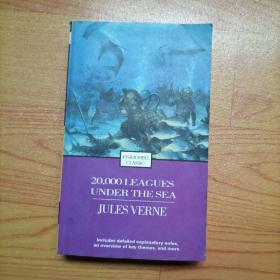 ENRICHED
CLASSIC
20,000 LEAGUES
UNDER THE SEA
JULES VERNE
Includes detailed explanatory notes,
an overview of key themes, and more